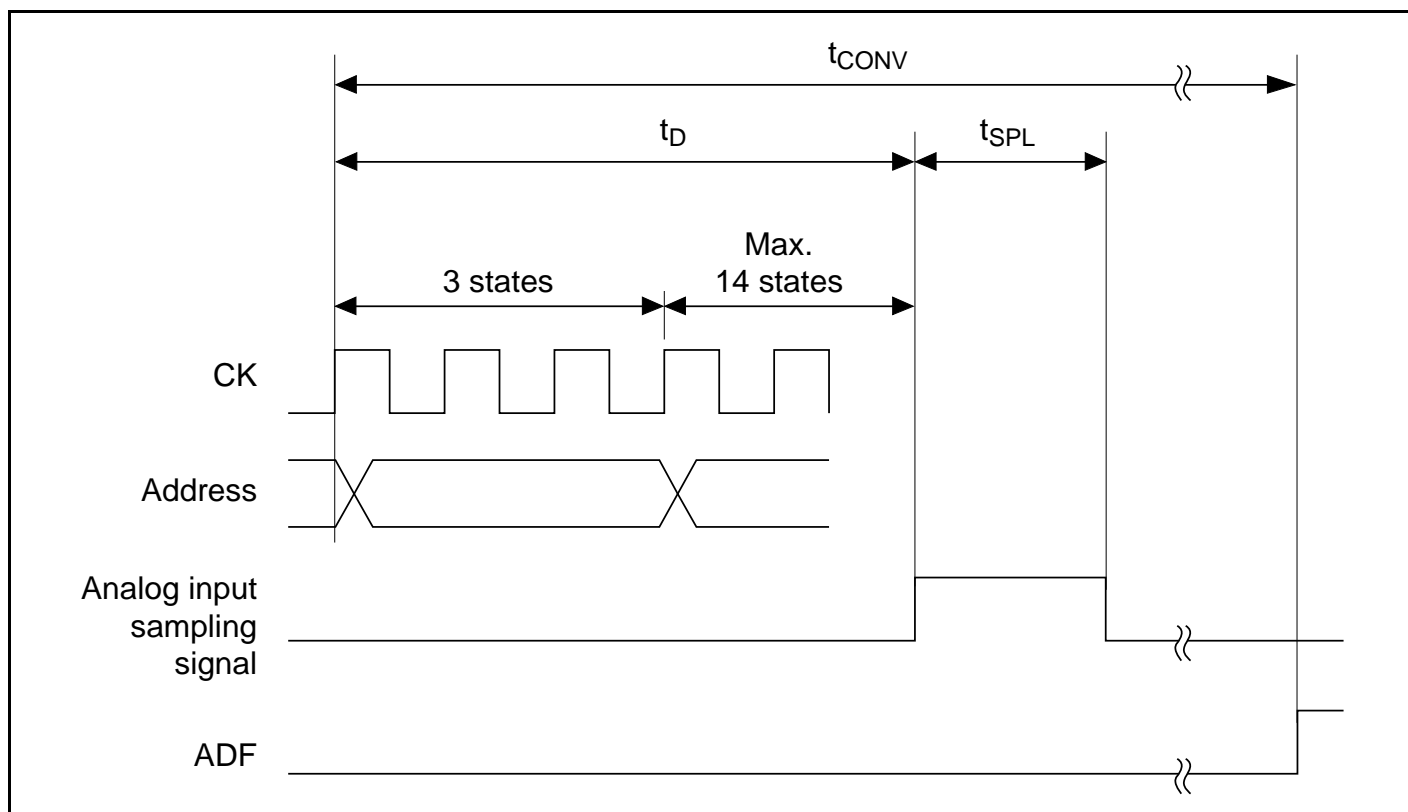 tCONV
tD
tSPL
3 states
Max.
14 states
CK
Address
Analog input
sampling
signal
ADF